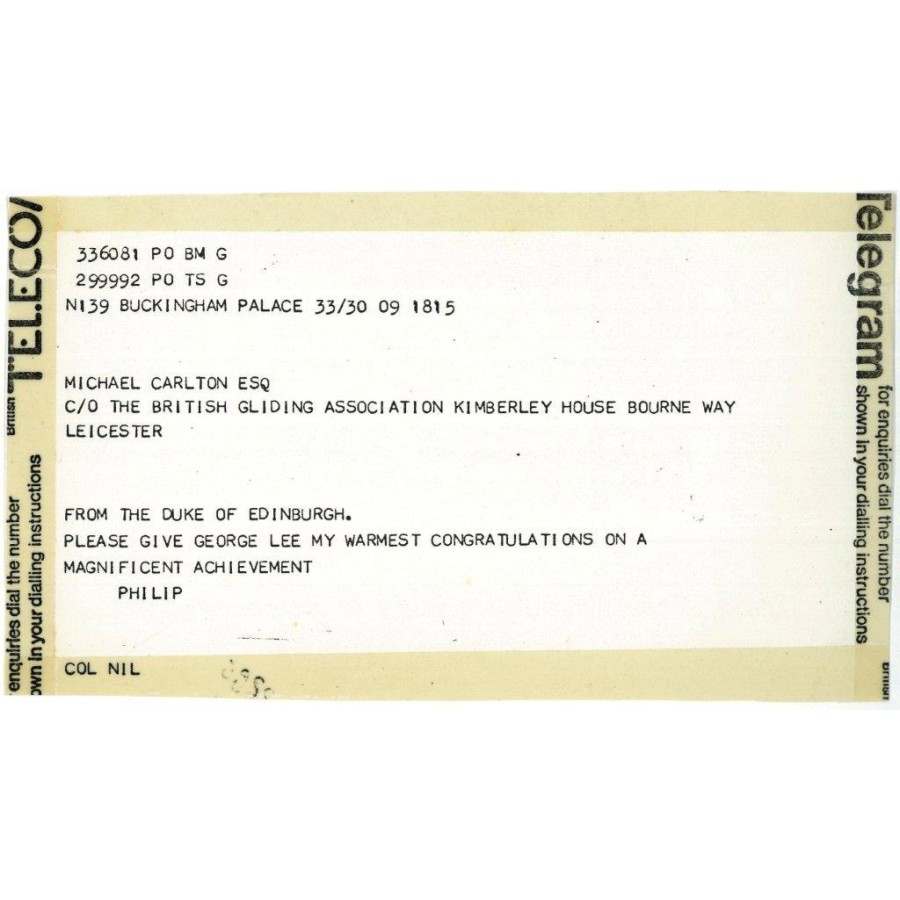 336081 PO BM G
299992 PO TS G
N139 BUCKINGHAM PALACE 33/30 09 1815
MICHAEL CARLTON ESQ
C/O THE BRITISH GLIDING ASSOCIATION KIMBERLEY HOUSE BOURNE WAY
LEICESTER
FROM THE DUKE OF EDINBURGH.
PLEASE GIVE GEORGE LEE MY WARMEST CONGRATULATIONS ON A
MAGNIFICENT ACHIEVEMENT
PHILIP
COL NIL
British TELECO
enquiries dial the number
own in your dialling instructions
Telegram
for enquiries dial the number
shown in your dialling instructions
British